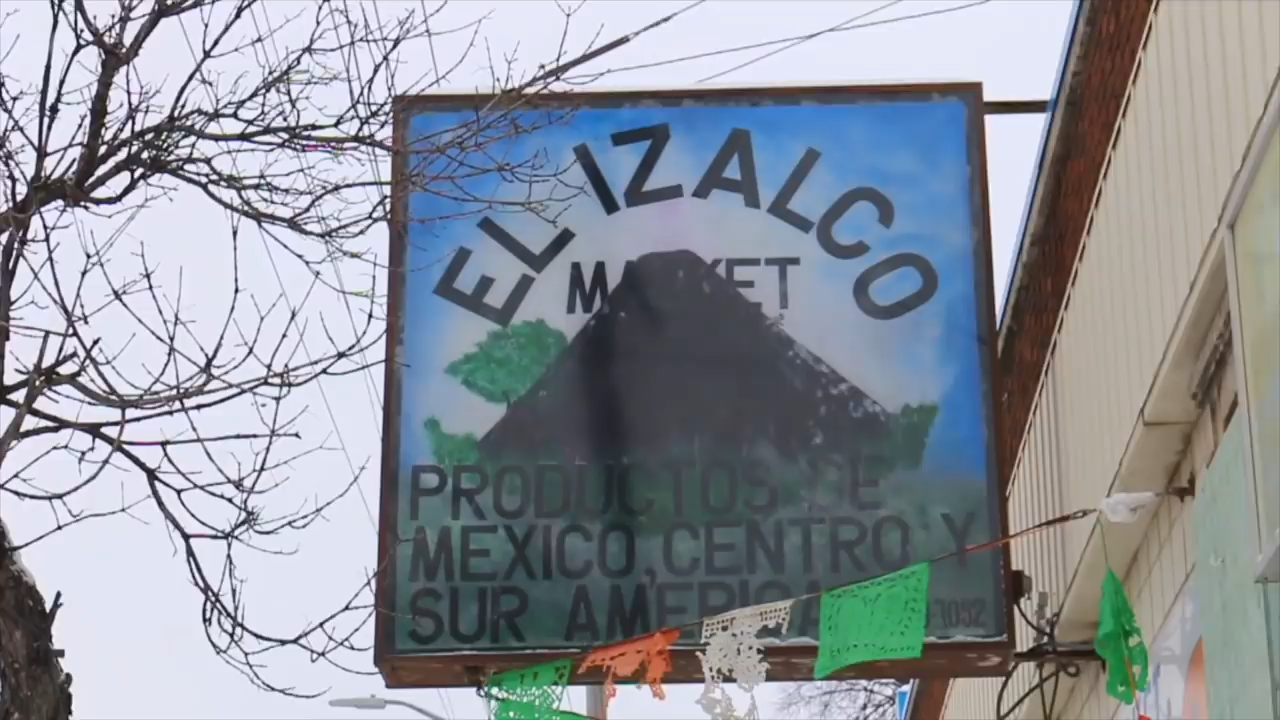 EL IZALCO
MARKET
PRODUCTOS DE
MEXICO, CENTRO Y
SUR AMERICA